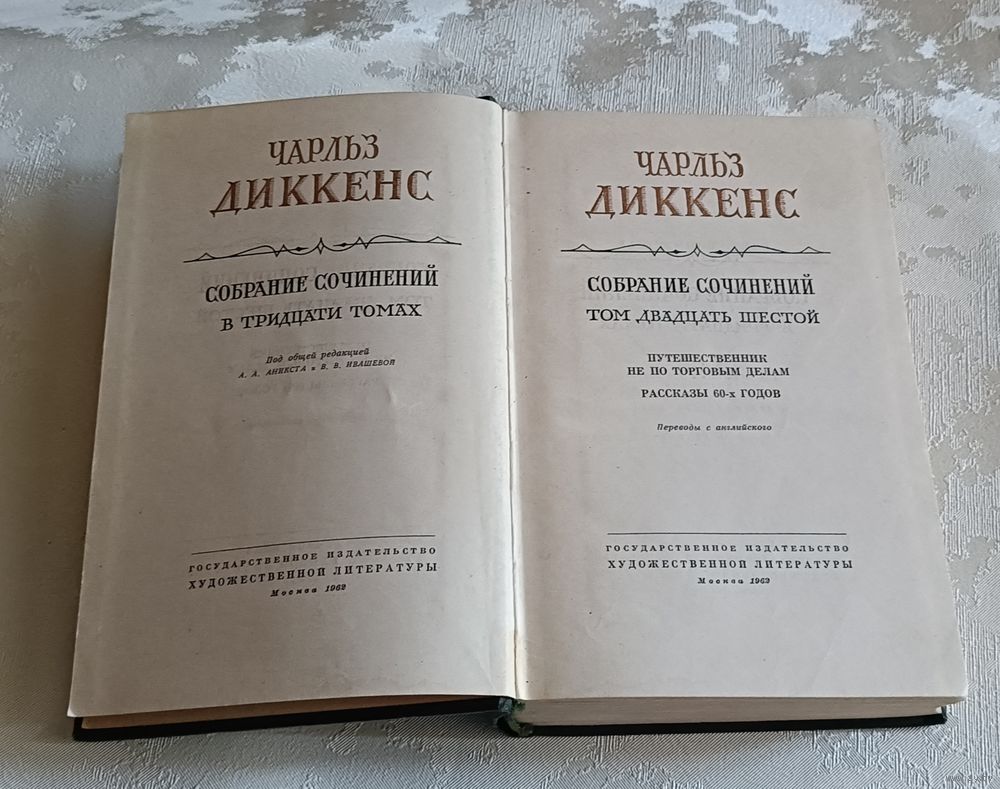 ЧАРЛЬЗ
ДИККЕНС
СОБРАНИЕ СОЧИНЕНИЙ
В ТРИДЦАТИ ТОМАХ
Под общей редакцией
А. А. АНИКСТА и В. В. ИВАШЕВОЙ
ГОСУДАРСТВЕННОЕ ИЗДАТЕЛЬСТВО
ХУДОЖЕСТВЕННОЙ ЛИТЕРАТУРЫ
Москва 1962
ЧАРЛЬЗ
ДИККЕНС
СОБРАНИЕ СОЧИНЕНИЙ
ТОМ ДВАДЦАТЬ ШЕСТОЙ
ПУТЕШЕСТВЕННИК
НЕ ПО ТОРГОВЫМ ДЕЛАМ
РАССКАЗЫ 60-х ГОДОВ
Переводы с английского
ГОСУДАРСТВЕННОЕ ИЗДАТЕЛЬСТВО
ХУДОЖЕСТВЕННОЙ ЛИТЕРАТУРЫ
Москва 1962